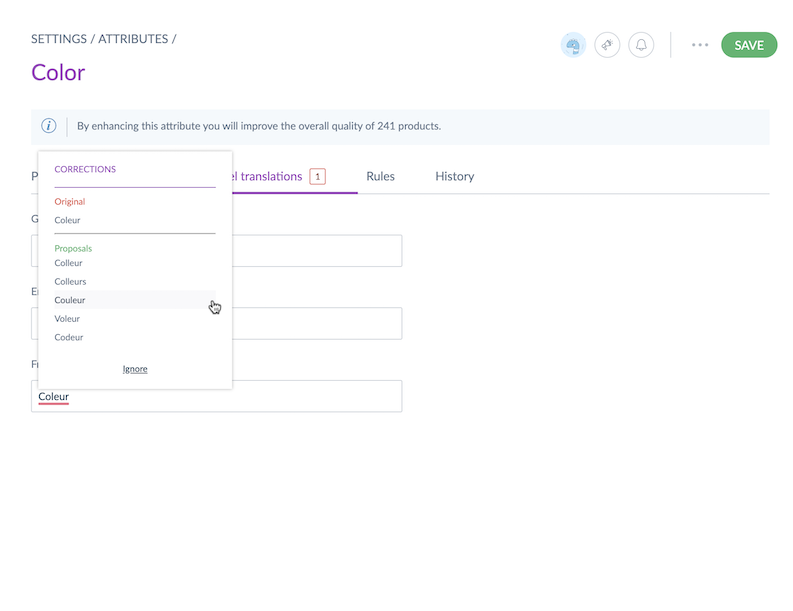 SETTINGS / ATTRIBUTES /
SAVE
Color
By enhancing this attribute you will improve the overall quality of 241 products.
CORRECTIONS
translations 1
Rules
History
Original
Coleur
Proposals
Colleur
Colleurs
Couleur
Voleur
Codeur
Ignore
Coleur